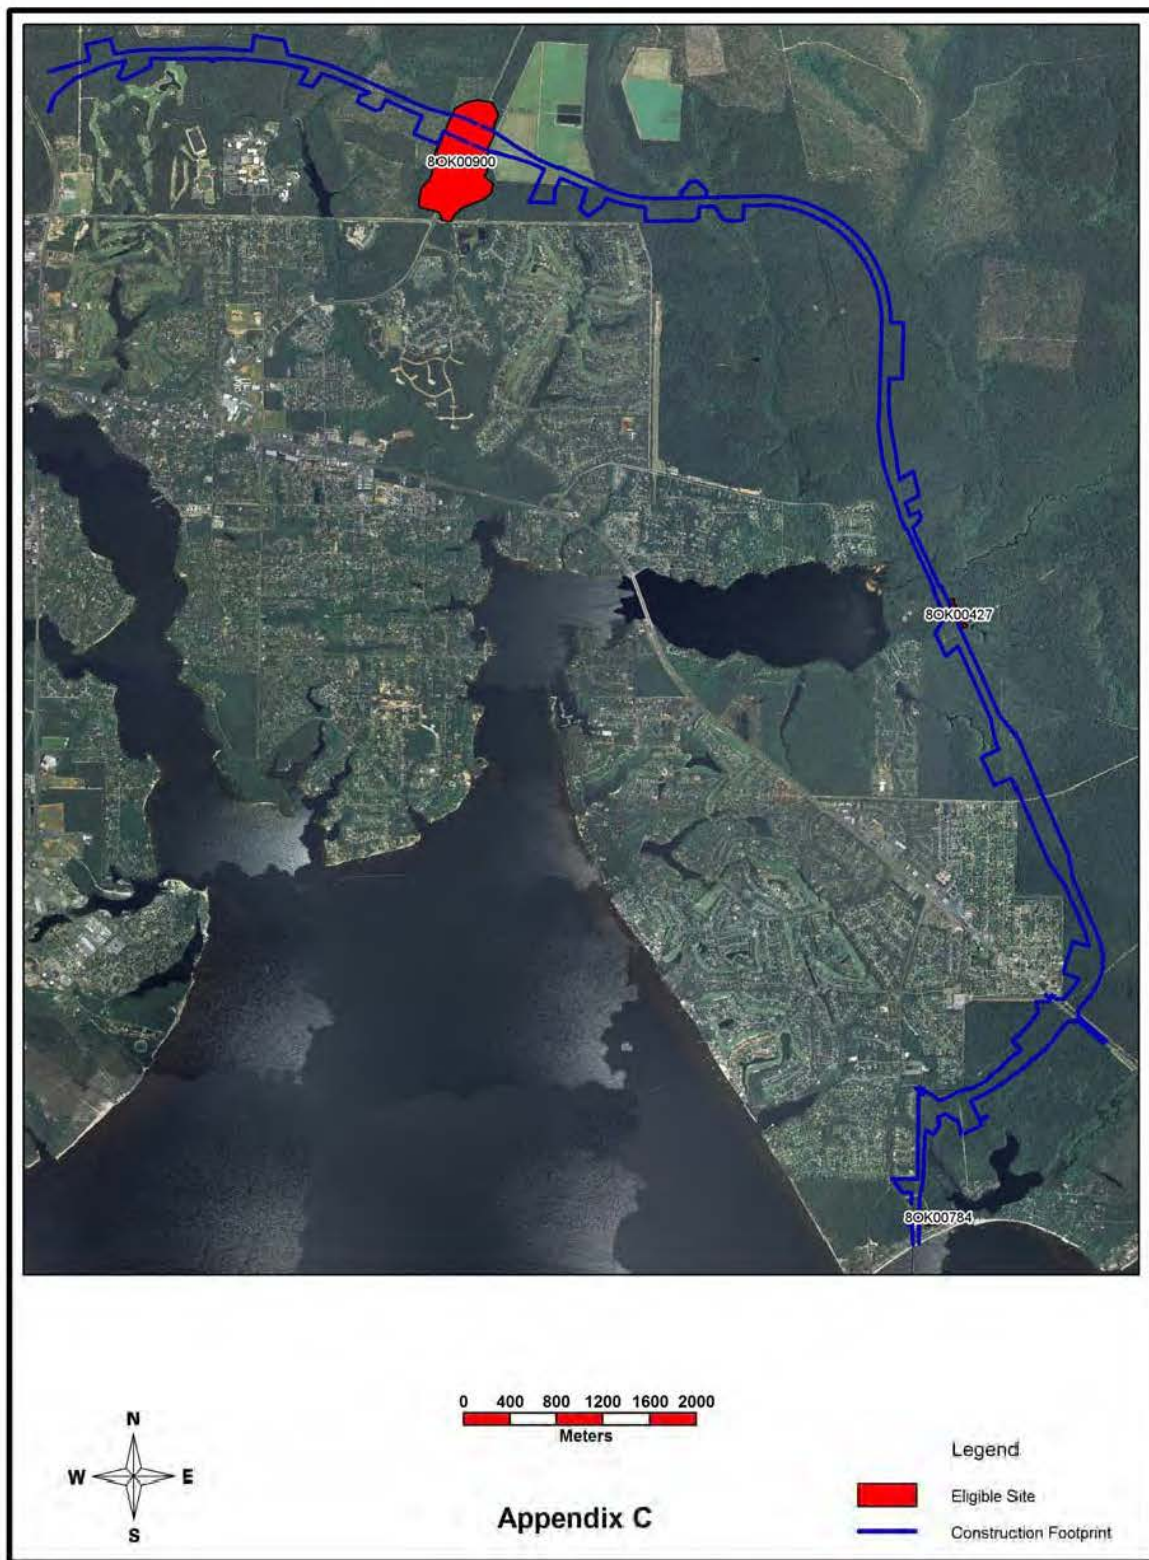 8OK00900
8OK00427
8OK00784
0 400 800 1200 1600 2000
Meters
N
W E
S
Appendix C
Legend
Eligible Site
Construction Footprint